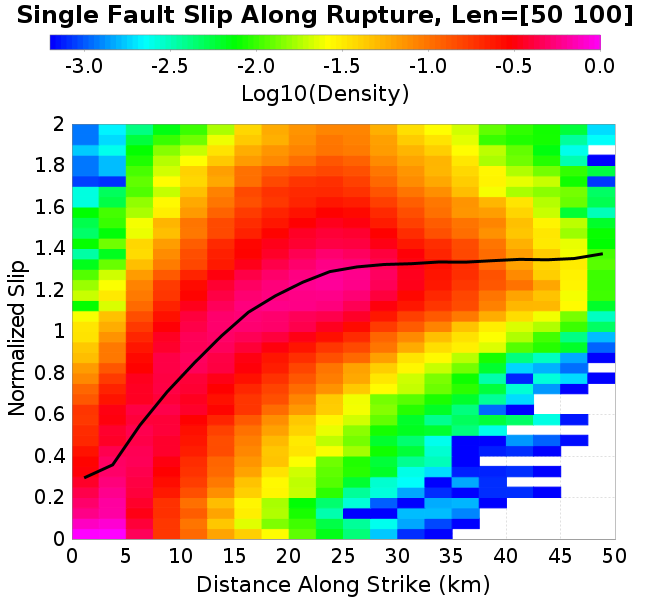 Single Fault Slip Along Rupture, Len=[50 100]
-3.0 -2.5 -2.0 -1.5 -1.0 -0.5 0.0
Log10(Density)
2
1.8
1.6
1.4
1.2
1
0.8
0.6
0.4
0.2
0
Normalized Slip
0 5 10 15 20 25 30 35 40 45 50
Distance Along Strike (km)